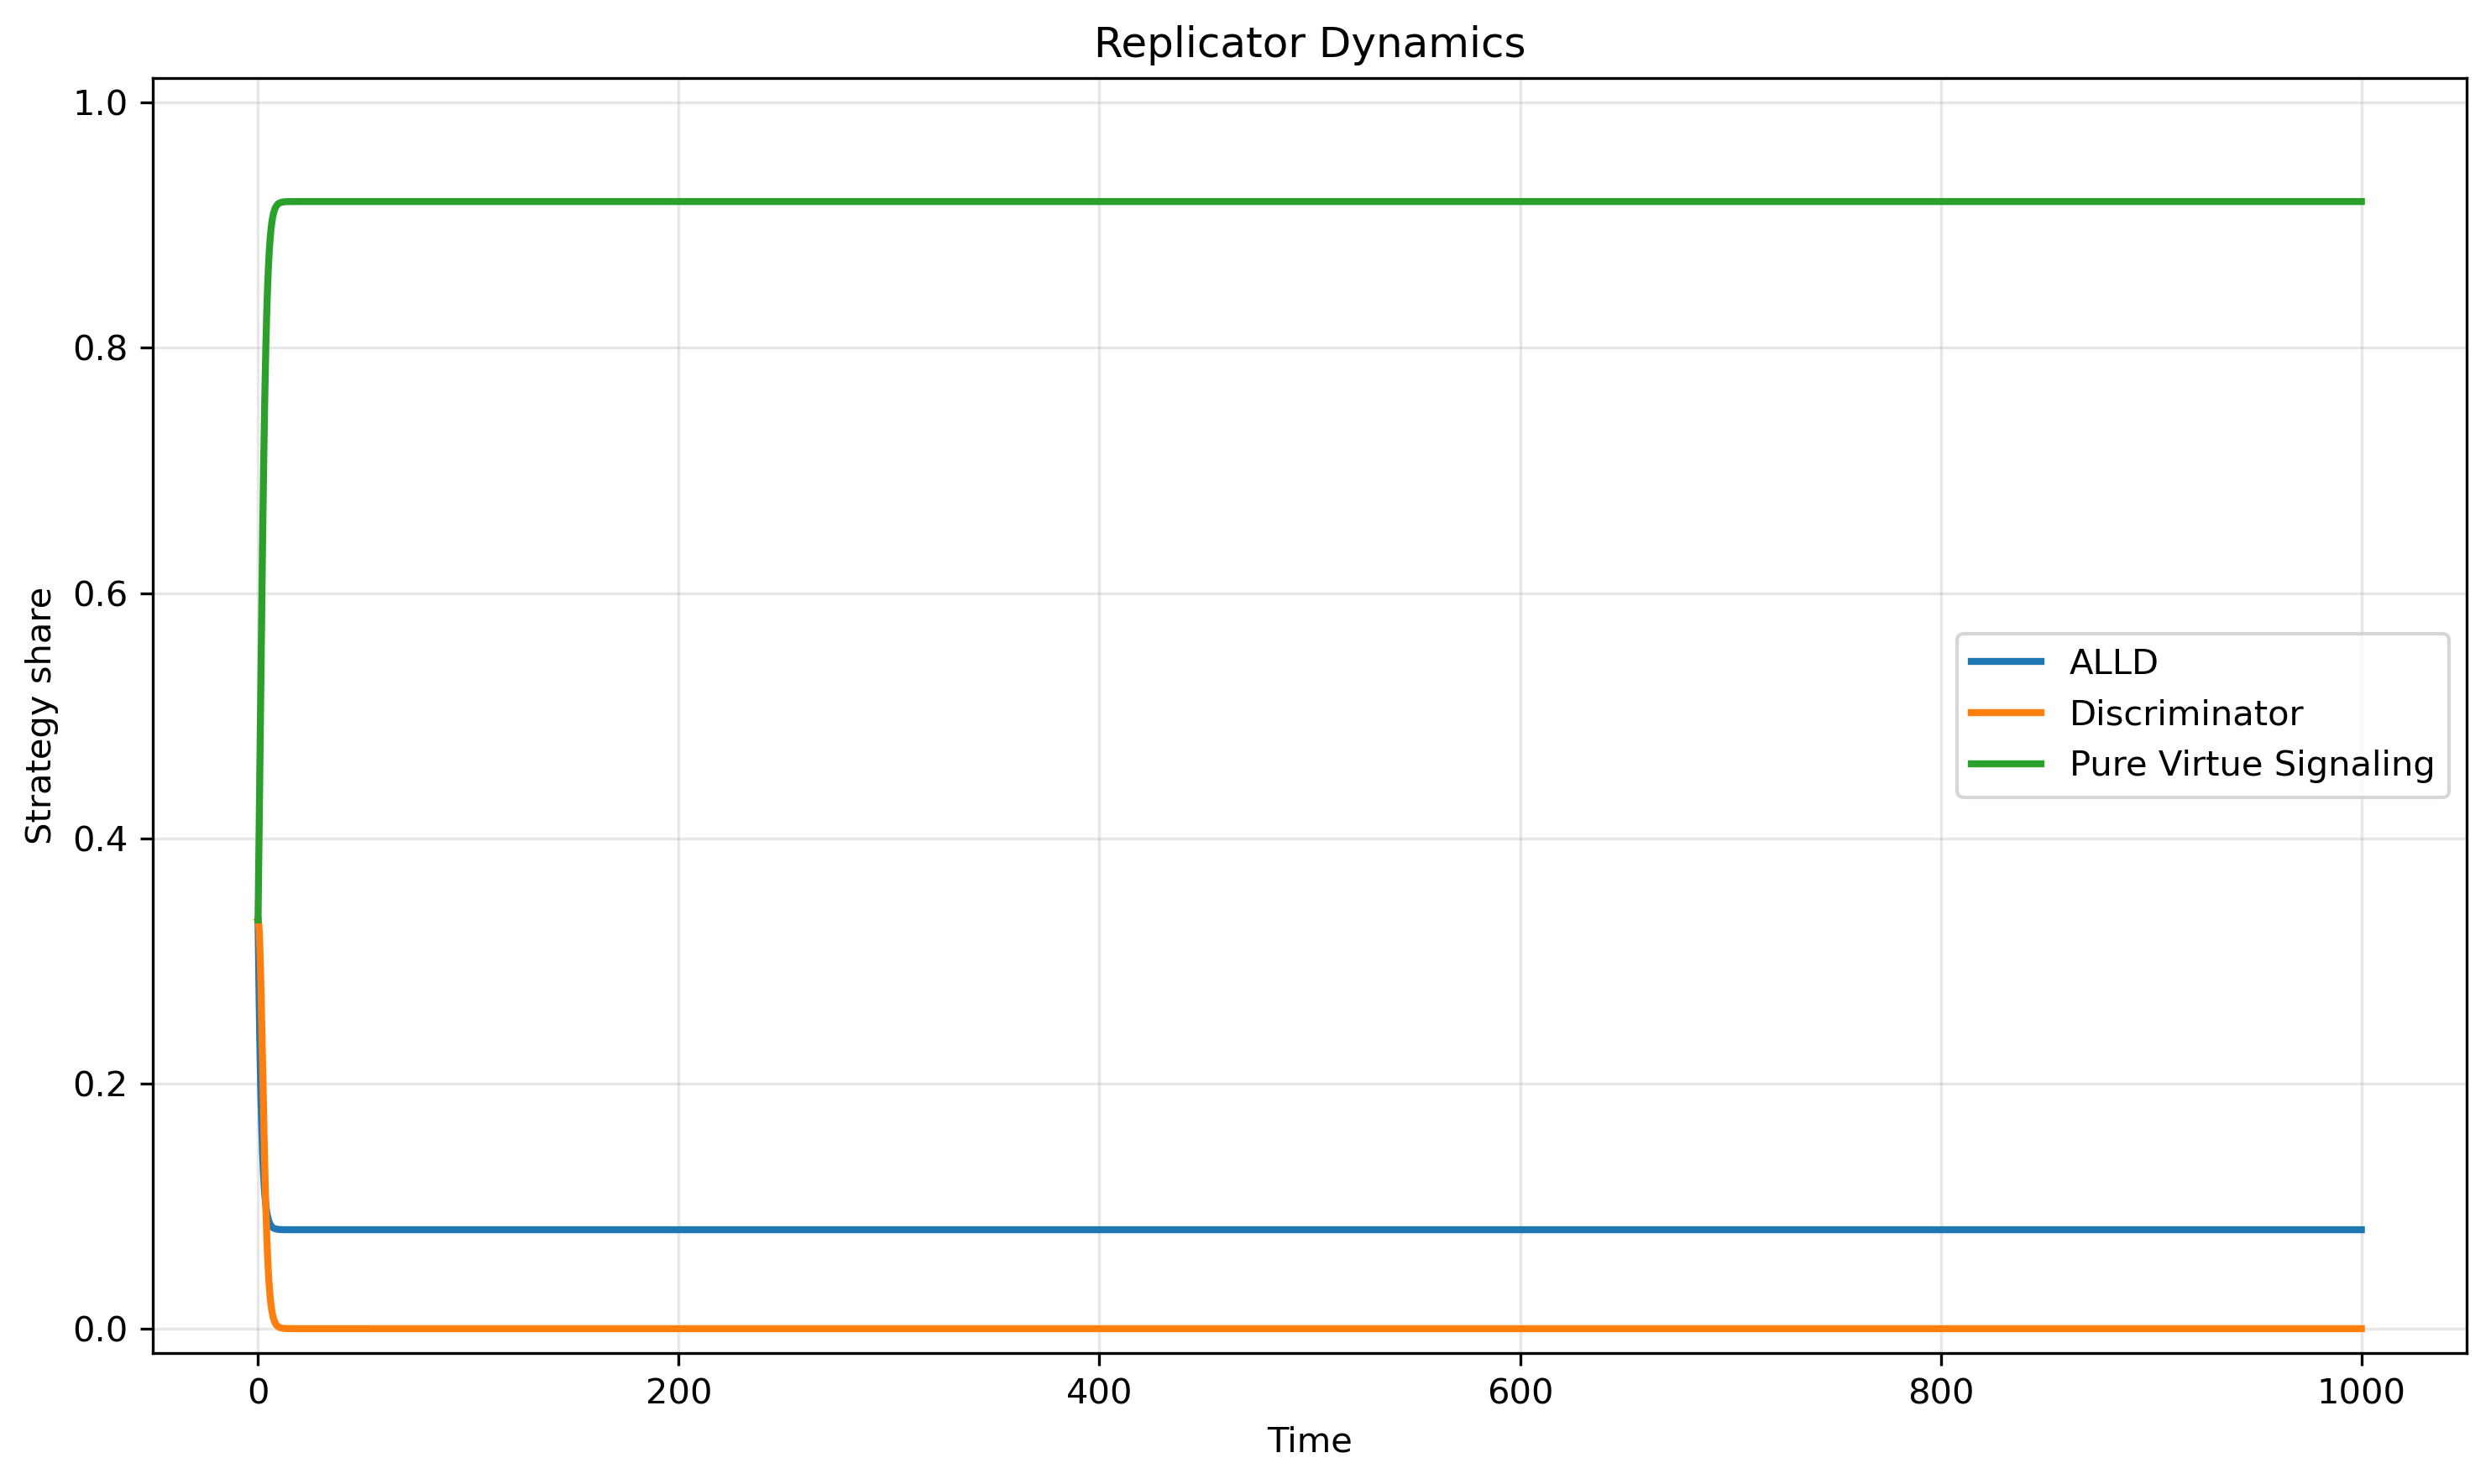 Replicator Dynamics
1.0
0.8
0.6
0.4
0.2
0.0
Strategy share
ALLD
Discriminator
Pure Virtue Signaling
0 200 400 600 800 1000
Time